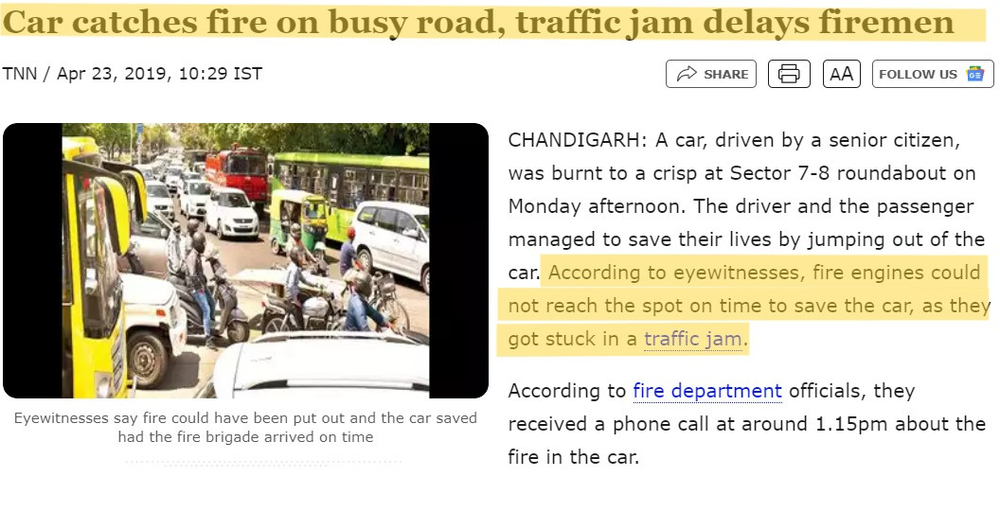 Car catches fire on busy road, traffic jam delays firemen
TNN / Apr 23, 2019, 10:29 IST
SHARE
AA
FOLLOW US
CHANDIGARH: A car, driven by a senior citizen,
was burnt to a crisp at Sector 7-8 roundabout on
Monday afternoon. The driver and the passenger
managed to save their lives by jumping out of the
car. According to eyewitnesses, fire engines could
not reach the spot on time to save the car, as they
got stuck in a traffic jam.
Eyewitnesses say fire could have been put out and the car saved
had the fire brigade arrived on time
According to fire department officials, they
received a phone call at around 1.15pm about the
fire in the car.